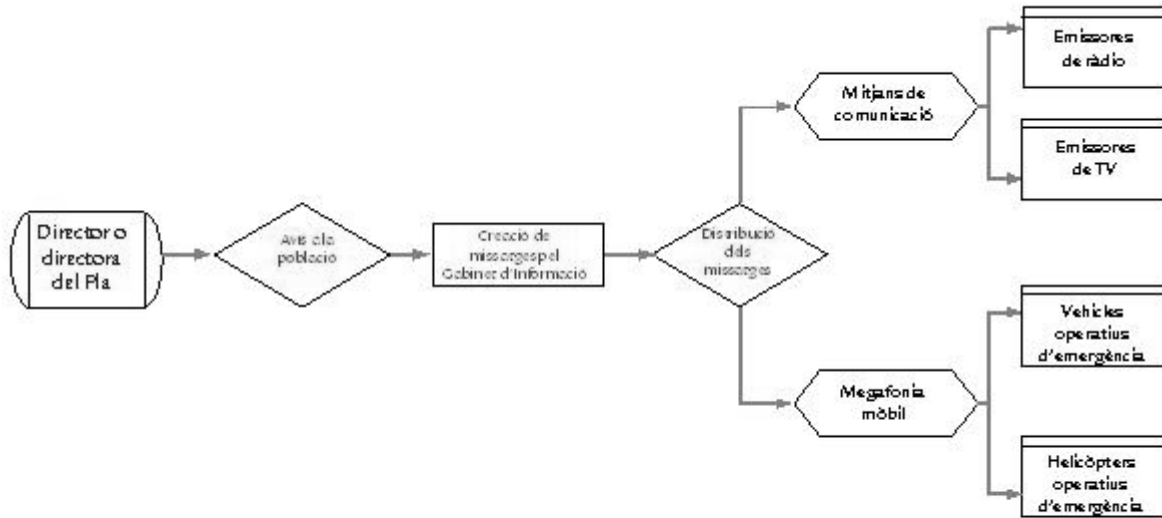 Director o
directora
del Pla
Avís a la
població
Creació de
missatges pel
Gabinet d'Informació
Distribució
dels
missatges
Mitjans de
comunicació
Emissores
de ràdio
Emissores
de TV
Megafonia
mòbil
Vehicles
operatius
d'emergència
Helicòpters
operatius
d'emergència